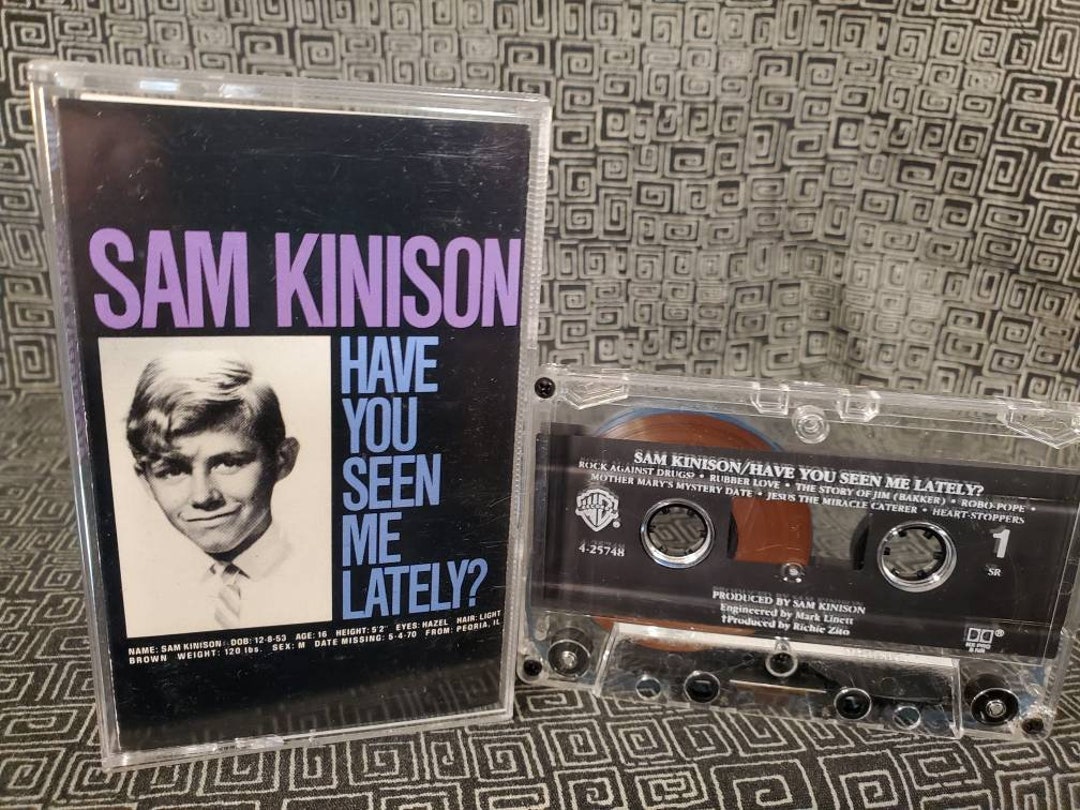 SAM KINISON
HAVE
YOU
SEEN
ME
LATELY?
NAME: SAM KINISON DOB: 12-8-53 AGE: 16 HEIGHT: 5'2" EYES: HAZEL HAIR: LIGHT
BROWN WEIGHT: 120 lbs. SEX: M DATE MISSING: 5-4-70 FROM: PEORIA, IL
SAM KINISON/HAVE YOU SEEN ME LATELY?
ROCK AGAINST DRUGS? • RUBBER LOVE • THE STORY OF JIM (BAKKER) • ROBO-POPE •
MOTHER MARY'S MYSTERY DATE • JESUS THE MIRACLE CATERER • HEART-STOPPERS
4-25748
1
SR
PRODUCED BY SAM KINISON
Engineered by Mark Linett
†Produced by Richie Zito